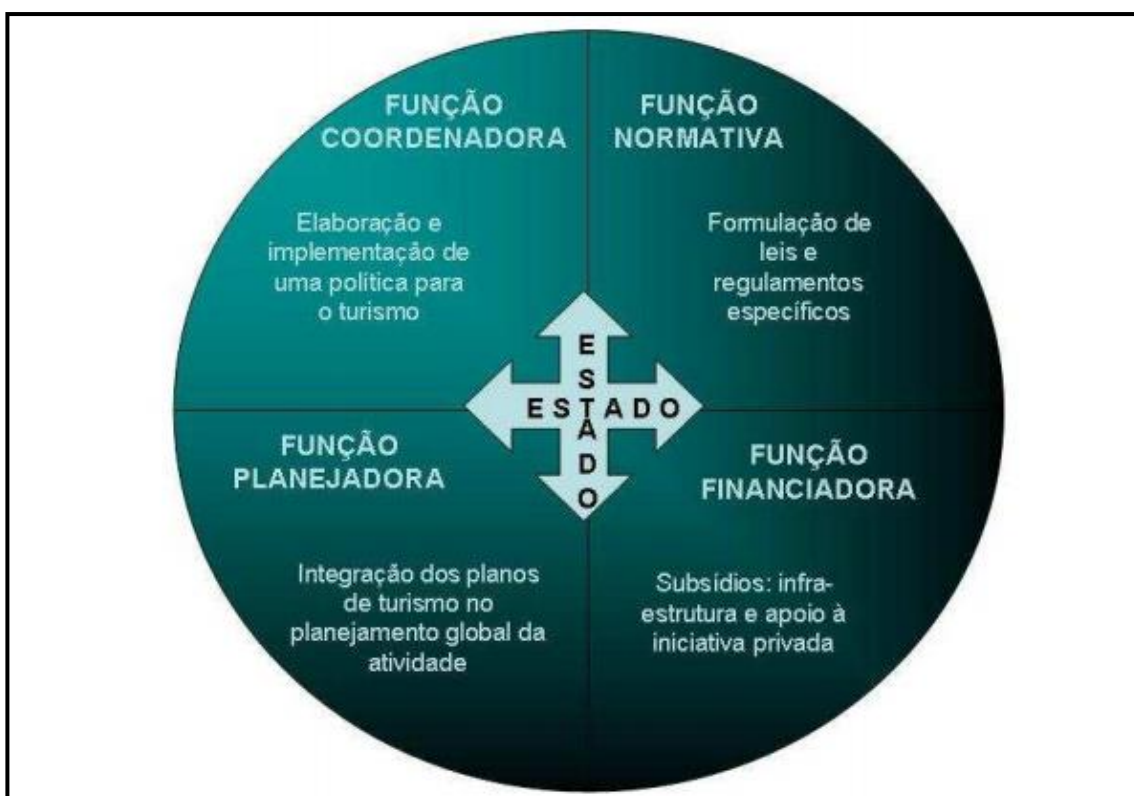 FUNÇÃO
COORDENADORA
Elaboração e
implementação de
uma política para
o turismo
FUNÇÃO
NORMATIVA
Formulação de
leis e
regulamentos
específicos
ESTADO
ESTADO
FUNÇÃO
PLANEJADORA
Integração dos planos
de turismo no
planejamento global da
atividade
FUNÇÃO
FINANCIADORA
Subsídios: infra-
estrutura e apoio à
iniciativa privada